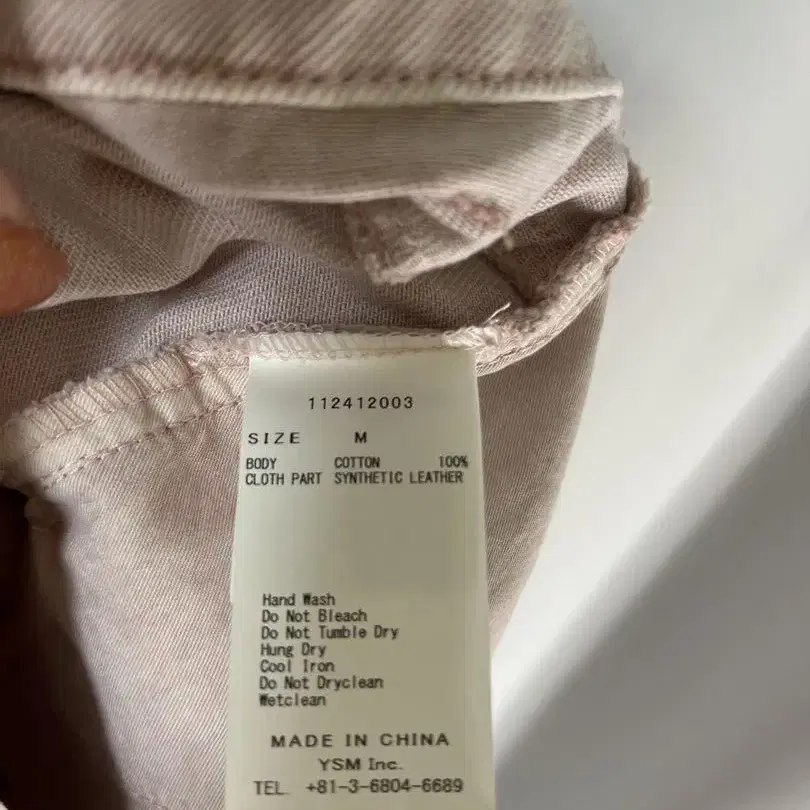 112412003
SIZE M
BODY COTTON 100%
CLOTH PART SYNTHETIC LEATHER
Hand Wash
Do Not Bleach
Do Not Tumble Dry
Hung Dry
Cool Iron
Do Not Dryclean
Wetclean
MADE IN CHINA
YSM Inc.
TEL. +81-3-6804-6689